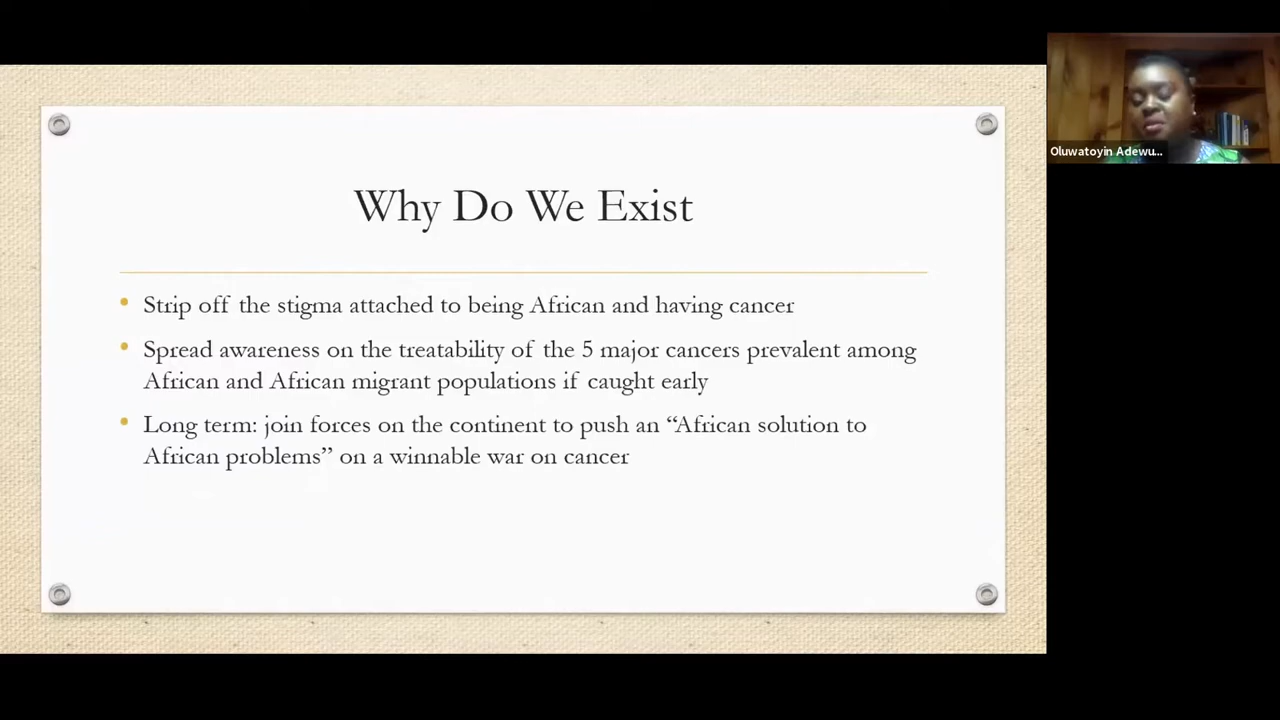 Why Do We Exist
Strip off the stigma attached to being African and having cancer
Spread awareness on the treatability of the 5 major cancers prevalent among
African and African migrant populations if caught early
Long term: join forces on the continent to push an “African solution to
African problems” on a winnable war on cancer
Oluwatoyin Adewu...